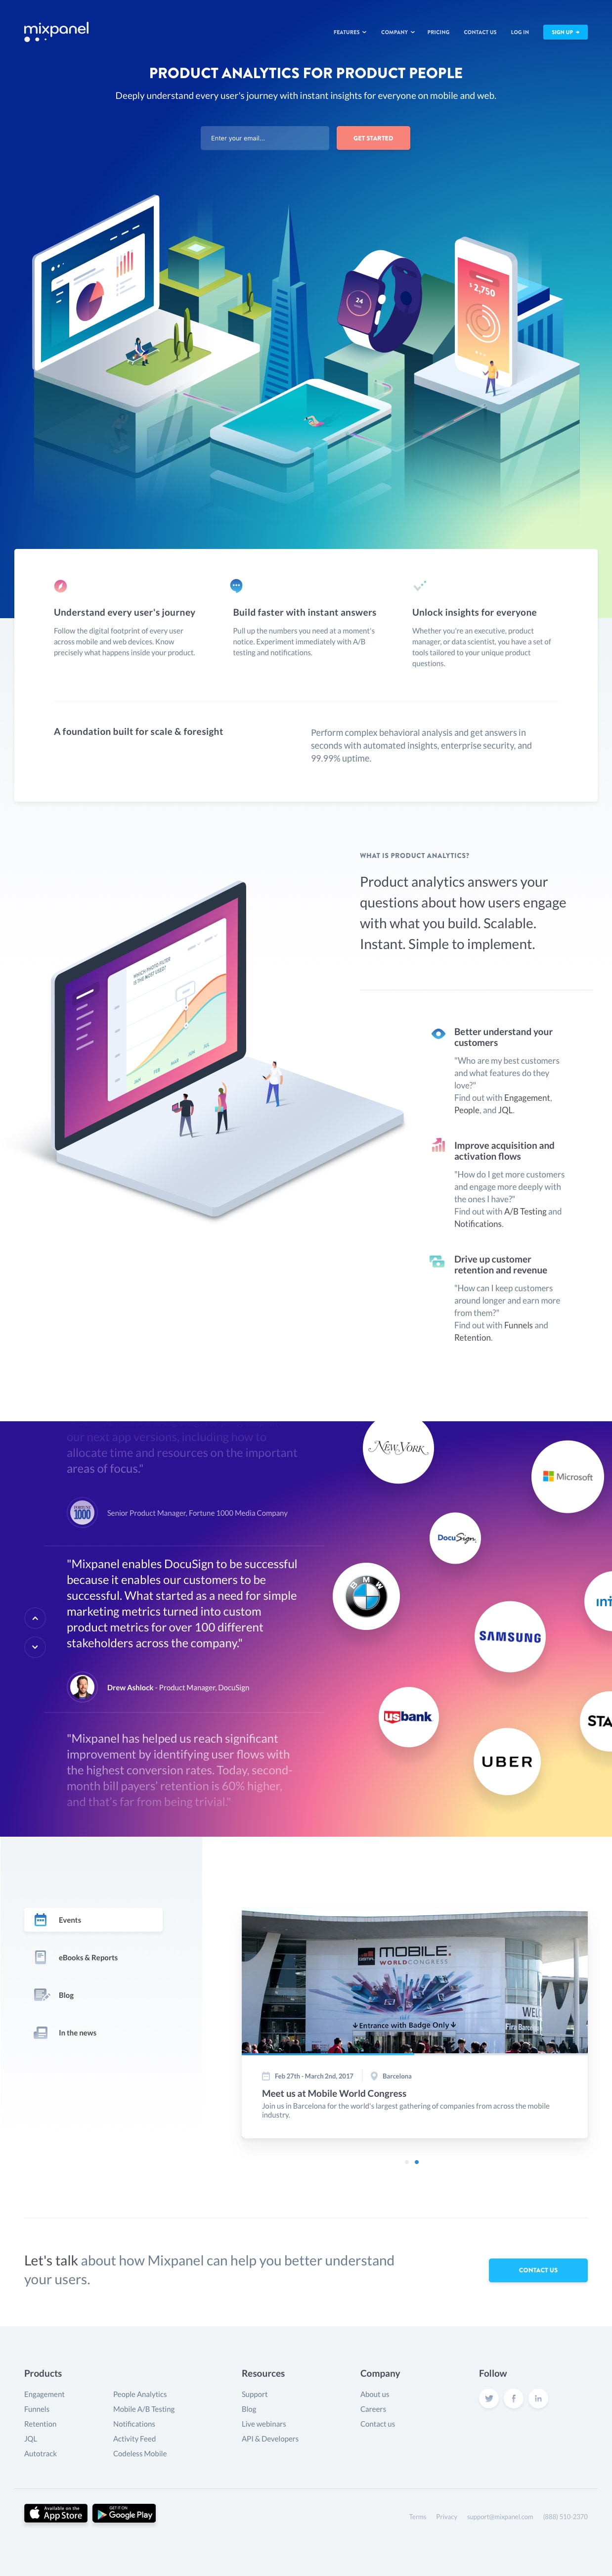 mixpanel
FEATURES
COMPANY
PRICING
CONTACT US
LOG IN
SIGN UP
PRODUCT ANALYTICS FOR PRODUCT PEOPLE
Deeply understand every user's journey with instant insights for everyone on mobile and web.
Enter your email...
GET STARTED
24
$ 2,750
Understand every user's journey
Follow the digital footprint of every user
across mobile and web devices. Know
precisely what happens inside your product.
Build faster with instant answers
Pull up the numbers you need at a moment's
notice. Experiment immediately with A/B
testing and notifications.
Unlock insights for everyone
Whether you're an executive, product
manager, or data scientist, you have a set of
tools tailored to your unique product
questions.
A foundation built for scale & foresight
Perform complex behavioral analysis and get answers in
seconds with automated insights, enterprise security, and
99.99% uptime.
WHAT IS PRODUCT ANALYTICS?
Product analytics answers your
questions about how users engage
with what you build. Scalable.
Instant. Simple to implement.
WHICH PHOTO FILTER
IS THE MOST USED?
JAN
FEB
MAR
APR
MAY
JUN
JUL
Better understand your
customers
"Who are my best customers
and what features do they
love?"
Find out with Engagement,
People, and JQL.
Improve acquisition and
activation flows
"How do I get more customers
and engage more deeply with
the ones I have?"
Find out with A/B Testing and
Notifications.
Drive up customer
retention and revenue
"How can I keep customers
around longer and earn more
from them?"
Find out with Funnels and
Retention.
our next app versions, including how to
allocate time and resources on the important
areas of focus."
1000
Senior Product Manager, Fortune 1000 Media Company
"Mixpanel enables DocuSign to be successful
because it enables our customers to be
successful. What started as a need for simple
marketing metrics turned into custom
product metrics for over 100 different
stakeholders across the company."
Drew Ashlock - Product Manager, DocuSign
"Mixpanel has helped us reach significant
improvement by identifying user flows with
the highest conversion rates. Today, second-
month bill payers' retention is 60% higher,
and that's far from being trivial."
NEW YORK
Microsoft
DocuSign
BMW
int
SAMSUNG
usbank
STA
UBER
Events
eBooks & Reports
Blog
In the news
GSMA
MOBILE
WORLD CONGRESS
Entrance with Badge Only
WEL
Fira Barcelona
Feb 27th - March 2nd, 2017
Barcelona
Meet us at Mobile World Congress
Join us in Barcelona for the world's largest gathering of companies from across the mobile
industry.
Let's talk about how Mixpanel can help you better understand
your users.
CONTACT US
Products
Engagement
Funnels
Retention
JQL
Autotrack
People Analytics
Mobile A/B Testing
Notifications
Activity Feed
Codeless Mobile
Resources
Support
Blog
Live webinars
API & Developers
Company
About us
Careers
Contact us
Follow
Available on the
App Store
GET IT ON
Google Play
Terms
Privacy
support@mixpanel.com
(888) 510-2370